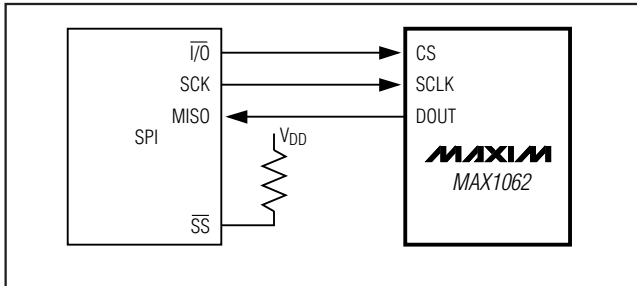 I/O
SCK
MISO
SPI
SS
VDD
CS
SCLK
DOUT
MAXIM
MAX1062